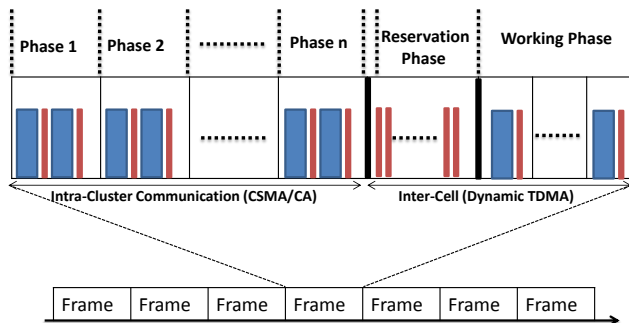 Phase 1
Phase 2
Phase n
Reservation
Phase
Working Phase
Intra-Cluster Communication (CSMA/CA)
Inter-Cell (Dynamic TDMA)
Frame
Frame
Frame
Frame
Frame
Frame
Frame